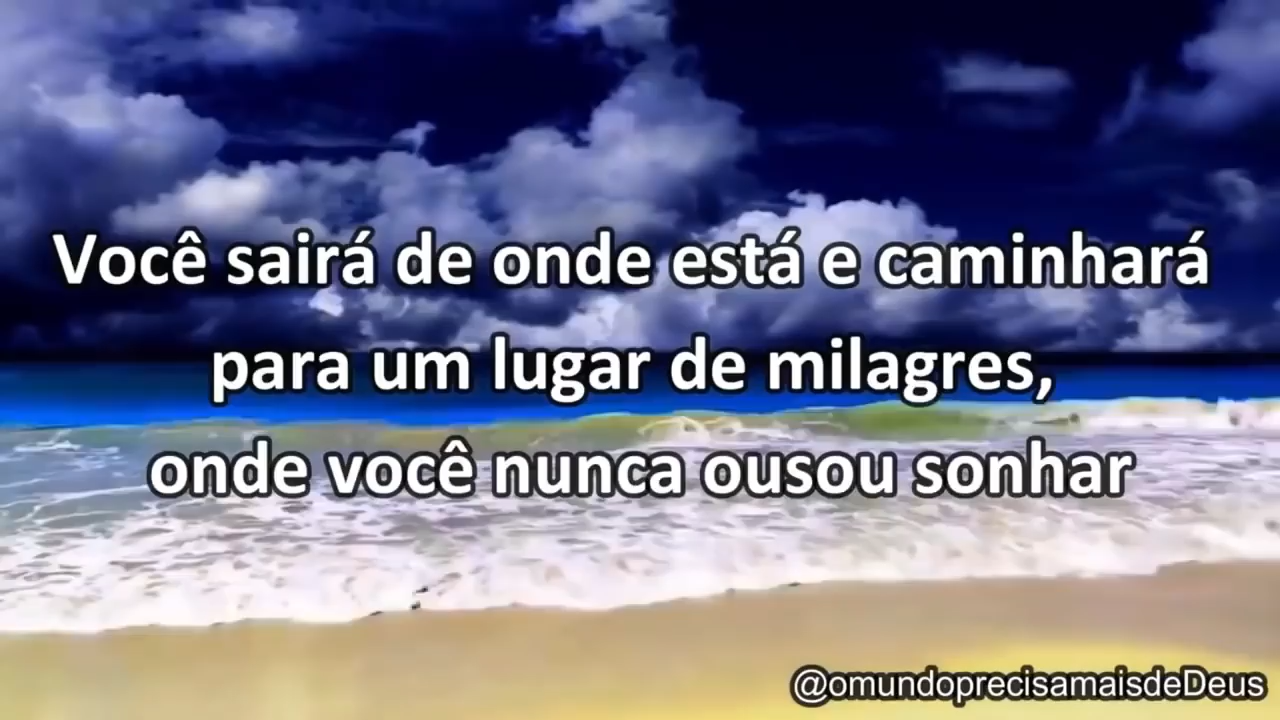 Você sairá de onde está e caminhará
para um lugar de milagres,
onde você nunca ousou sonhar
@omundoprecisamaisdeDeus